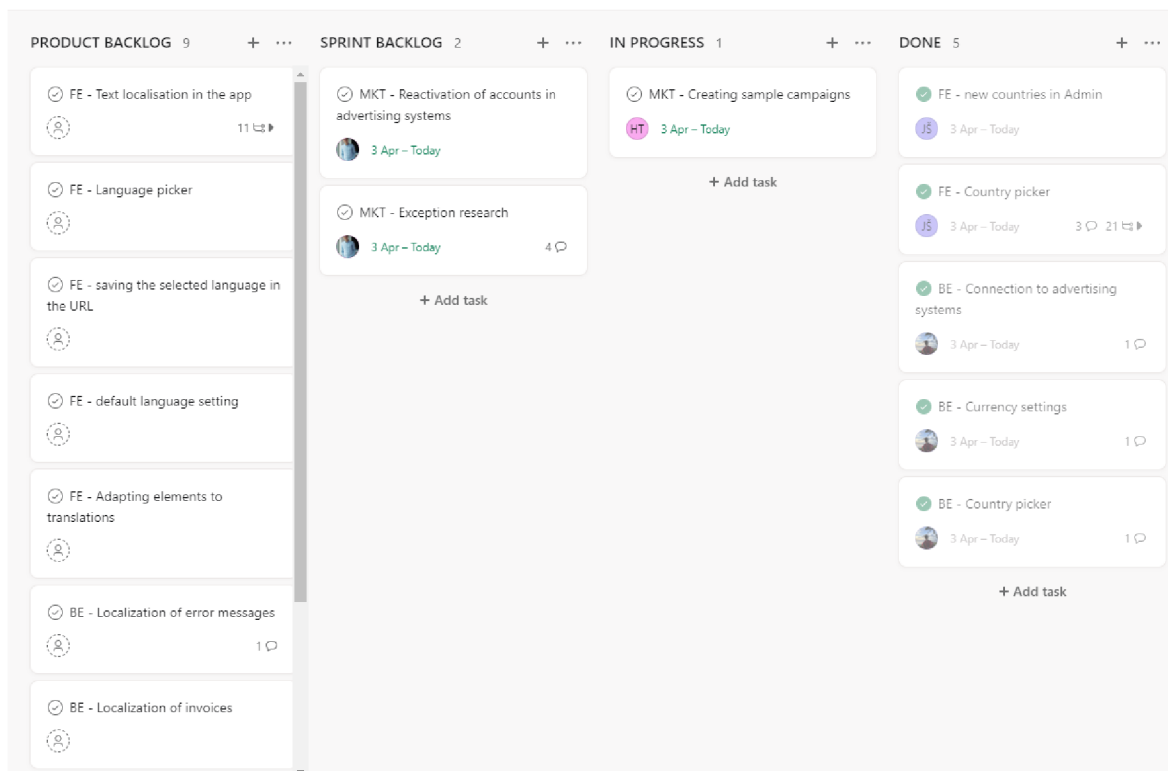 PRODUCT BACKLOG 9
FE - Text localisation in the app
11
FE - Language picker
FE - saving the selected language in
the URL
FE - default language setting
FE - Adapting elements to
translations
BE - Localization of error messages
1
BE - Localization of invoices
SPRINT BACKLOG 2
MKT - Reactivation of accounts in
advertising systems
3 Apr – Today
MKT - Exception research
3 Apr – Today 4
+ Add task
IN PROGRESS 1
MKT - Creating sample campaigns
HT 3 Apr – Today
+ Add task
DONE 5
FE - new countries in Admin
JŠ 3 Apr – Today
FE - Country picker
JŠ 3 Apr – Today 3 21
BE - Connection to advertising
systems
3 Apr – Today 1
BE - Currency settings
3 Apr – Today 1
BE - Country picker
3 Apr – Today 1
+ Add task